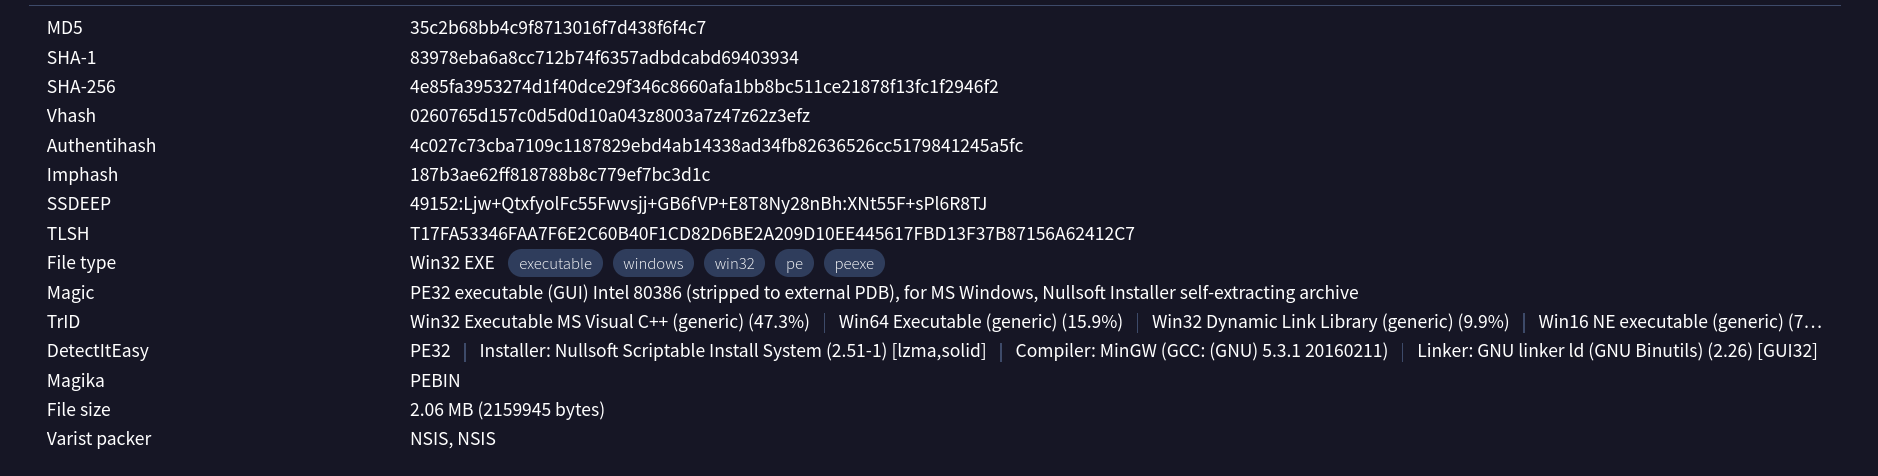 MD5 35c2b68bb4c9f8713016f7d438f6f4c7
SHA-1 83978eba6a8cc712b74f6357adbdcabd69403934
SHA-256 4e85fa3953274d1f40dce29f346c8660afa1bb8bc511ce21878f13fc1f2946f2
Vhash 0260765d157c0d5d0d10a043z8003a7z47z62z3efz
Authentihash 4c027c73cba7109c1187829ebd4ab14338ad34fb82636526cc5179841245a5fc
Imphash 187b3ae62ff818788b8c779ef7bc3d1c
SSDEEP 49152:Ljw+QtxfyolFc55Fwvsjj+GB6fVP+E8T8Ny28nBh:XNt55F+sPl6R8TJ
TLSH T17FA53346FAA7F6E2C60B40F1CD82D6BE2A209D10EE445617FBD13F37B87156A62412C7
File type Win32 EXE executable windows win32 pe peexe
Magic PE32 executable (GUI) Intel 80386 (stripped to external PDB), for MS Windows, Nullsoft Installer self-extracting archive
TrID Win32 Executable MS Visual C++ (generic) (47.3%) | Win64 Executable (generic) (15.9%) | Win32 Dynamic Link Library (generic) (9.9%) | Win16 NE executable (generic) (7…
DetectItEasy PE32 | Installer: Nullsoft Scriptable Install System (2.51-1) [lzma,solid] | Compiler: MinGW (GCC: (GNU) 5.3.1 20160211) | Linker: GNU linker ld (GNU Binutils) (2.26) [GUI32]
Magika PEBIN
File size 2.06 MB (2159945 bytes)
Varist packer NSIS, NSIS